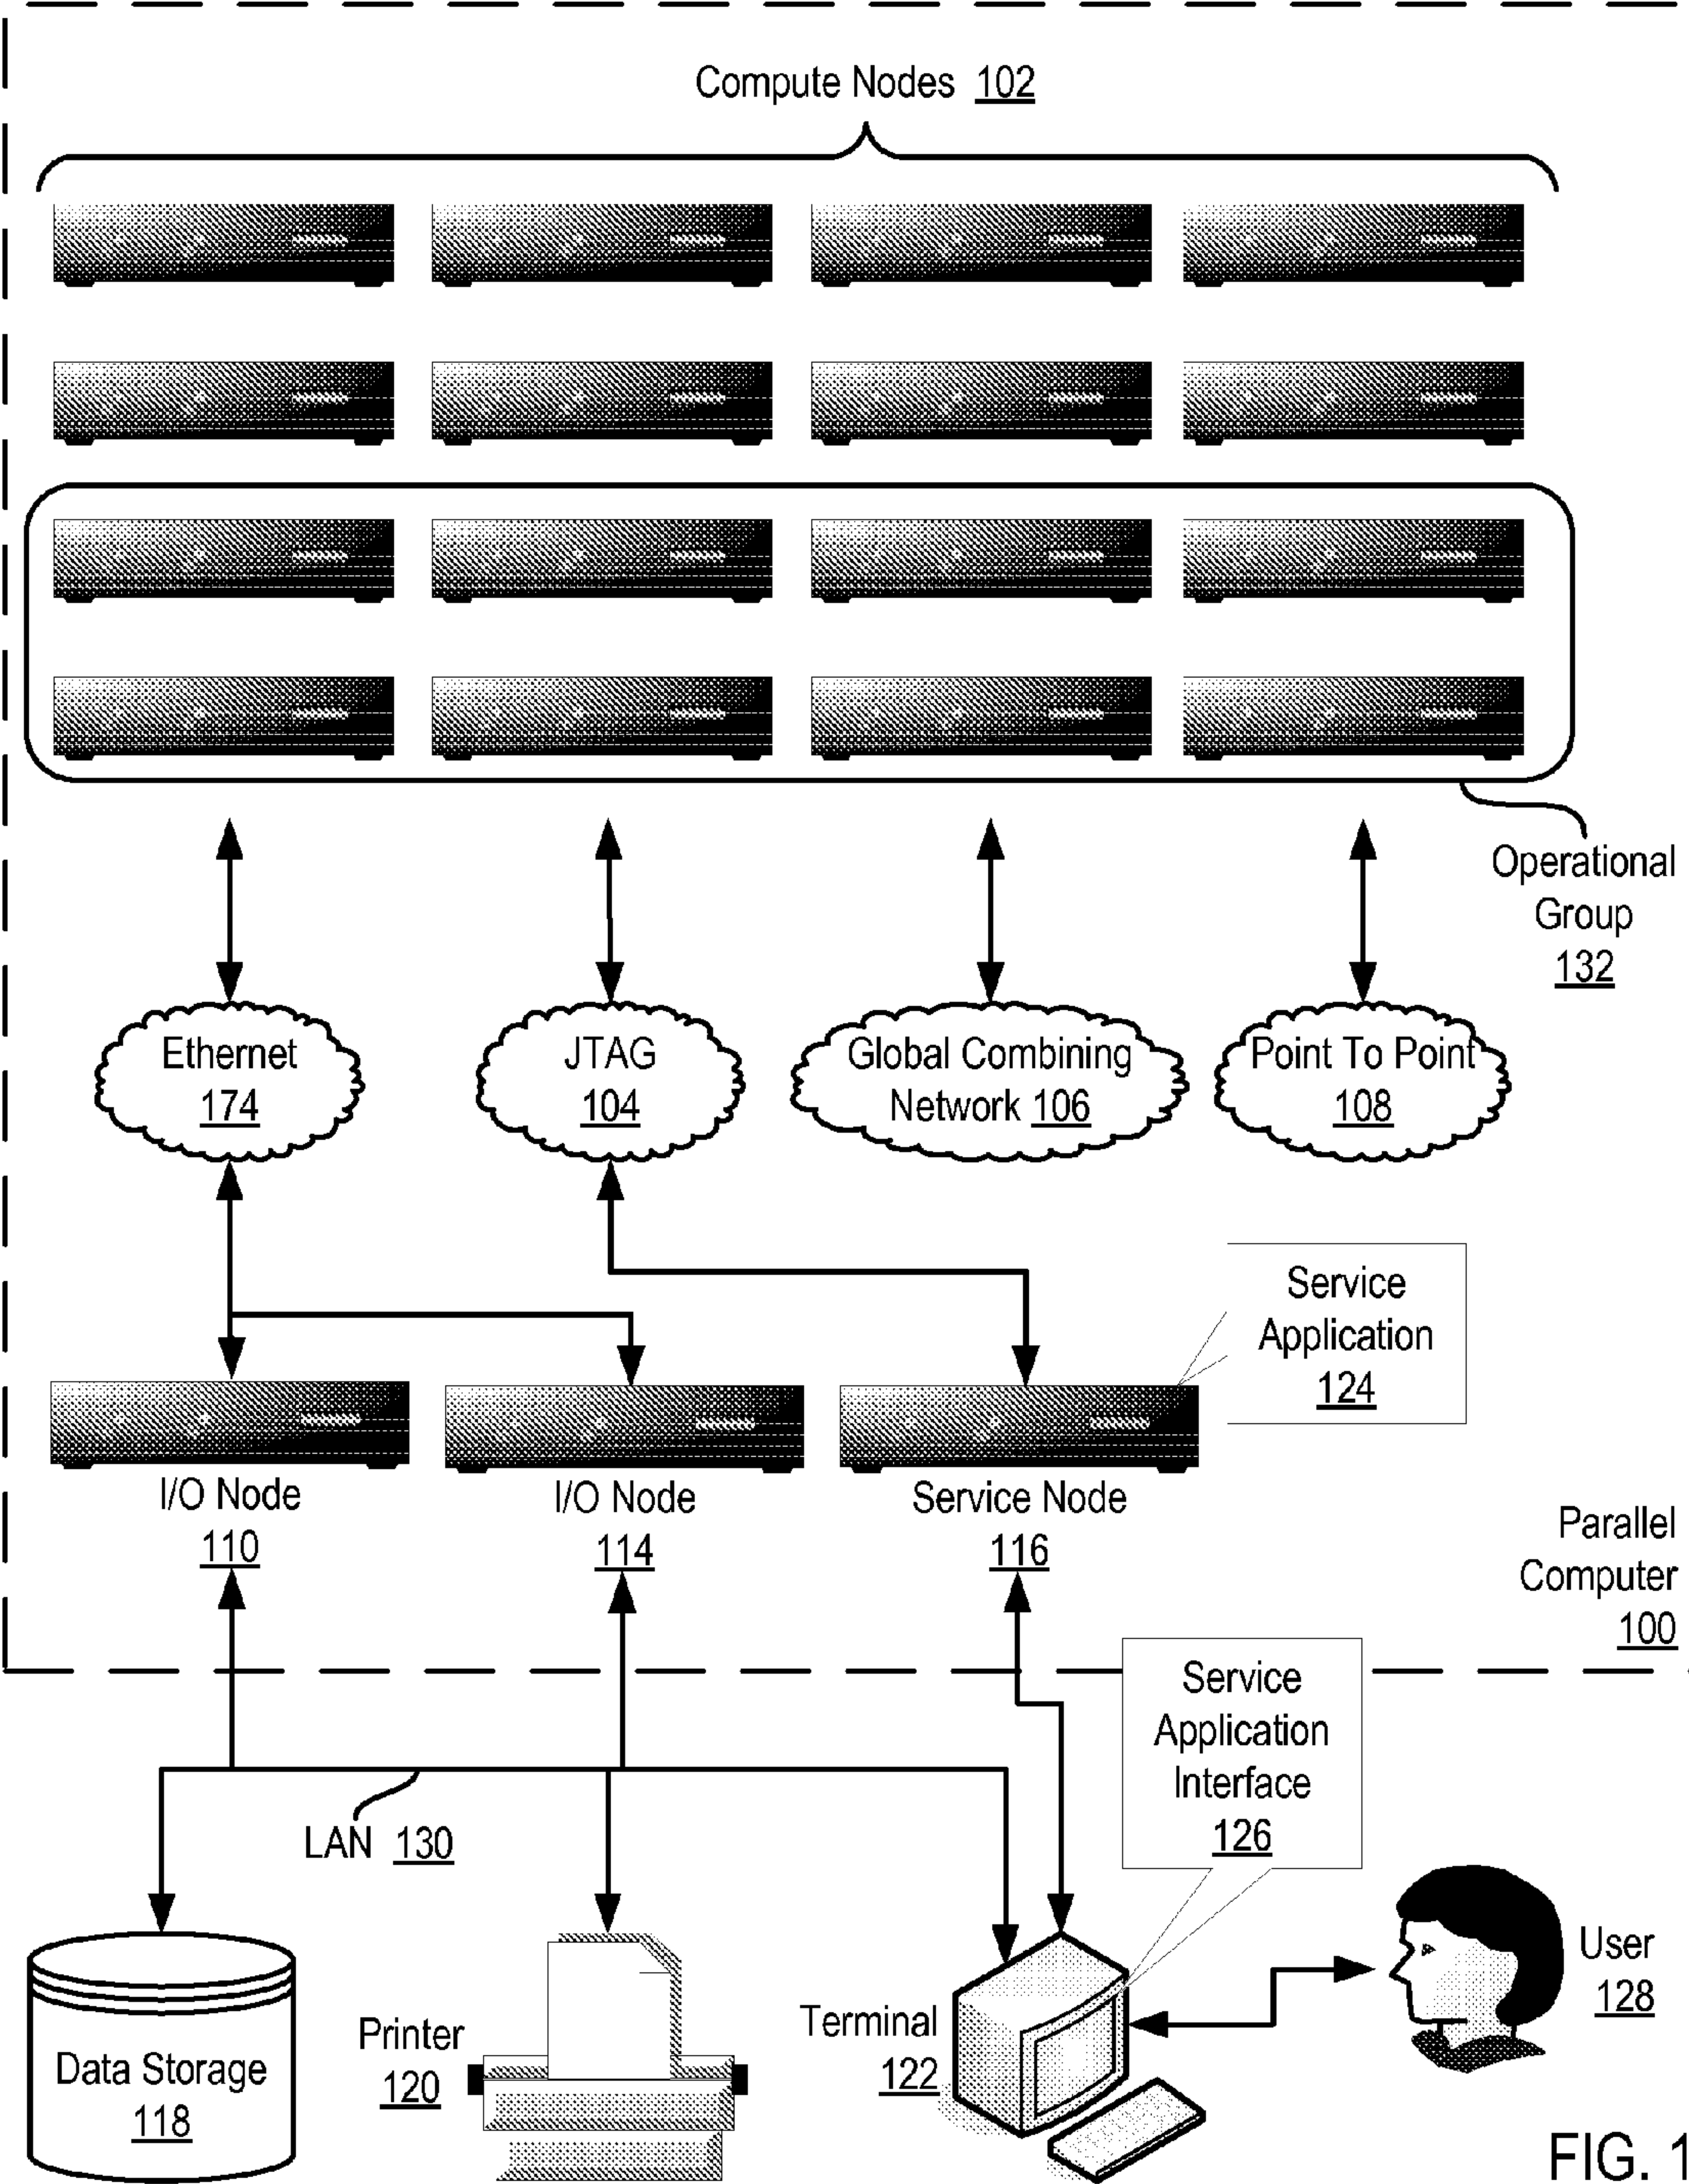 Compute Nodes 102
Operational
Group
132
Ethernet
174
JTAG
104
Global Combining
Network 106
Point To Point
108
Service
Application
124
I/O Node
110
I/O Node
114
Service Node
116
Parallel
Computer
100
Service
Application
Interface
126
LAN 130
Data Storage
118
Printer
120
Terminal
122
User
128
FIG. 1